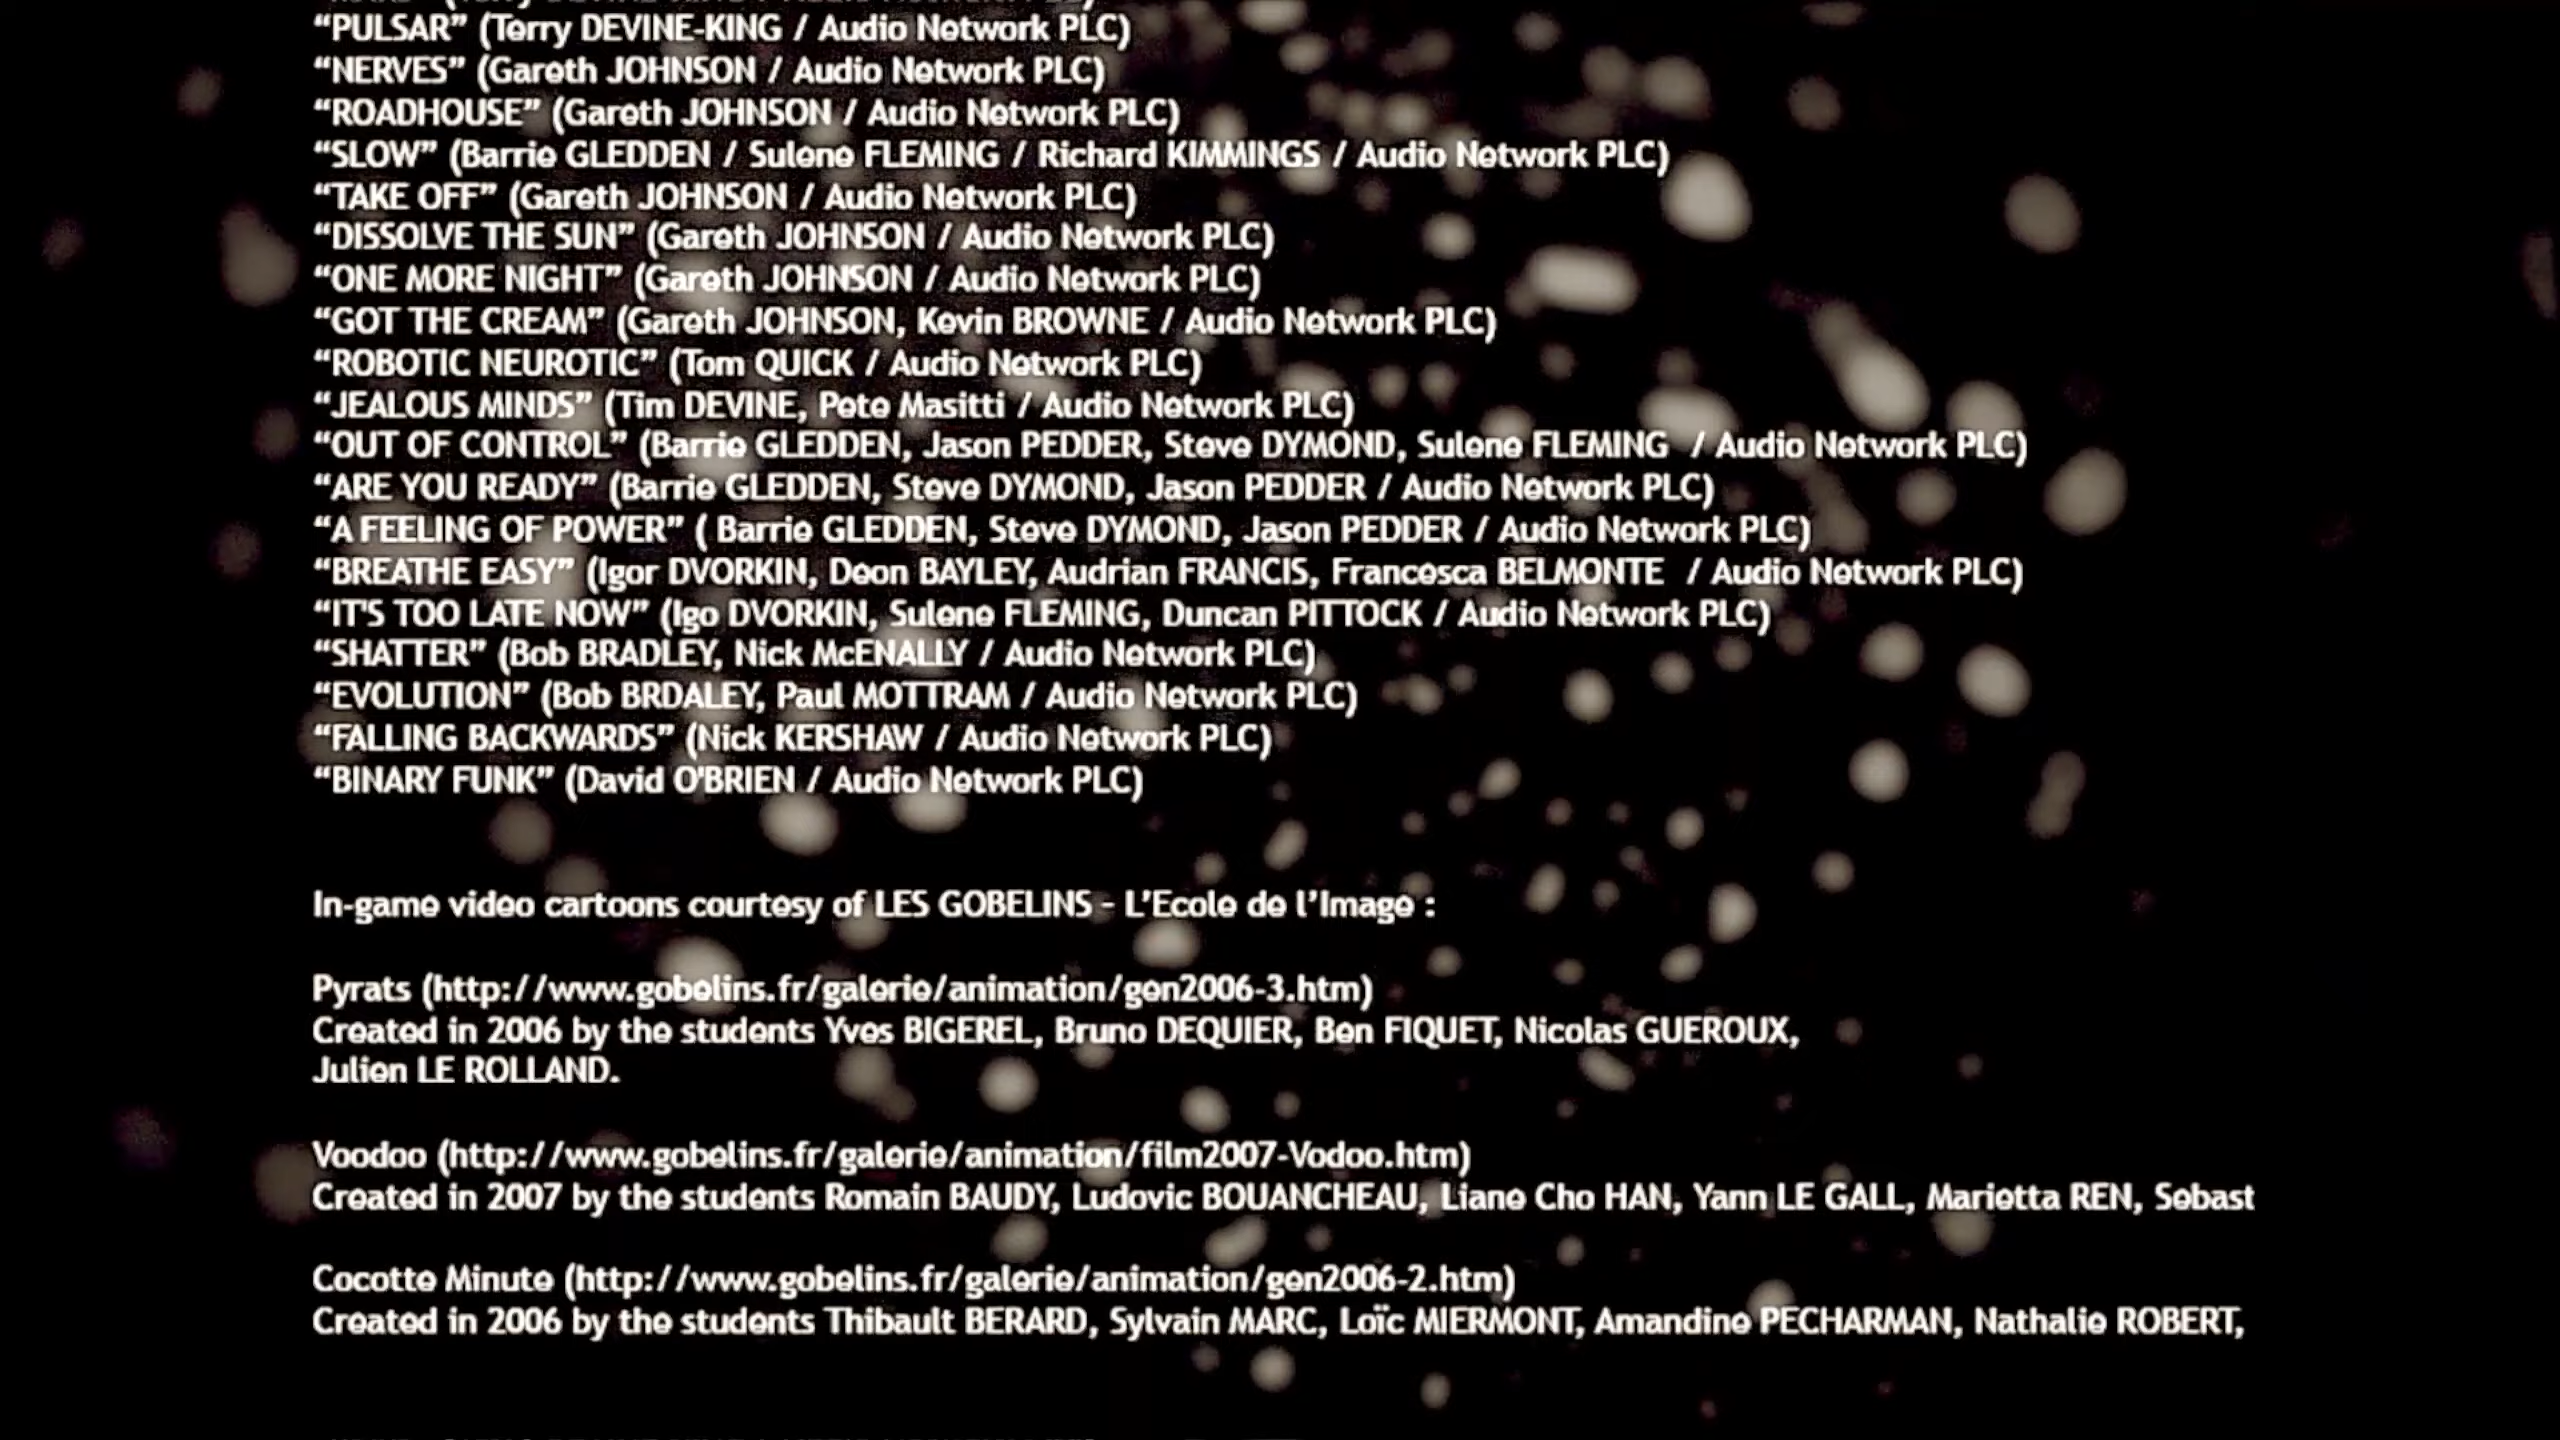 “PULSAR” (Terry DEVINE-KING / Audio Network PLC)
“NERVES” (Gareth JOHNSON / Audio Network PLC)
“ROADHOUSE” (Gareth JOHNSON / Audio Network PLC)
“SLOW” (Barrie GLEDDEN / Sulene FLEMING / Richard KIMMINGS / Audio Network PLC)
“TAKE OFF” (Gareth JOHNSON / Audio Network PLC)
“DISSOLVE THE SUN” (Gareth JOHNSON / Audio Network PLC)
“ONE MORE NIGHT” (Gareth JOHNSON / Audio Network PLC)
“GOT THE CREAM” (Gareth JOHNSON, Kevin BROWNE / Audio Network PLC)
“ROBOTIC NEUROTIC” (Tom QUICK / Audio Network PLC)
“JEALOUS MINDS” (Tim DEVINE, Pete Masitti / Audio Network PLC)
“OUT OF CONTROL” (Barrie GLEDDEN, Jason PEDDER, Steve DYMOND, Sulene FLEMING  / Audio Network PLC)
“ARE YOU READY” (Barrie GLEDDEN, Steve DYMOND, Jason PEDDER / Audio Network PLC)
“A FEELING OF POWER” ( Barrie GLEDDEN, Steve DYMOND, Jason PEDDER / Audio Network PLC)
“BREATHE EASY” (Igor DVORKIN, Deon BAYLEY, Audrian FRANCIS, Francesca BELMONTE  / Audio Network PLC)
“IT'S TOO LATE NOW” (Igo DVORKIN, Sulene FLEMING, Duncan PITTOCK / Audio Network PLC)
“SHATTER” (Bob BRADLEY, Nick McENALLY / Audio Network PLC)
“EVOLUTION” (Bob BRDALEY, Paul MOTTRAM / Audio Network PLC)
“FALLING BACKWARDS” (Nick KERSHAW / Audio Network PLC)
“BINARY FUNK” (David O'BRIEN / Audio Network PLC)
In-game video cartoons courtesy of LES GOBELINS - L’Ecole de l’Image :
Pyrats (http://www.gobelins.fr/galerie/animation/gen2006-3.htm)
Created in 2006 by the students Yves BIGEREL, Bruno DEQUIER, Ben FIQUET, Nicolas GUEROUX,
Julien LE ROLLAND.
Voodoo (http://www.gobelins.fr/galerie/animation/film2007-Vodoo.htm)
Created in 2007 by the students Romain BAUDY, Ludovic BOUANCHEAU, Liane Cho HAN, Yann LE GALL, Marietta REN, Sebast
Cocotte Minute (http://www.gobelins.fr/galerie/animation/gen2006-2.htm)
Created in 2006 by the students Thibault BERARD, Sylvain MARC, Loïc MIERMONT, Amandine PECHARMAN, Nathalie ROBERT,